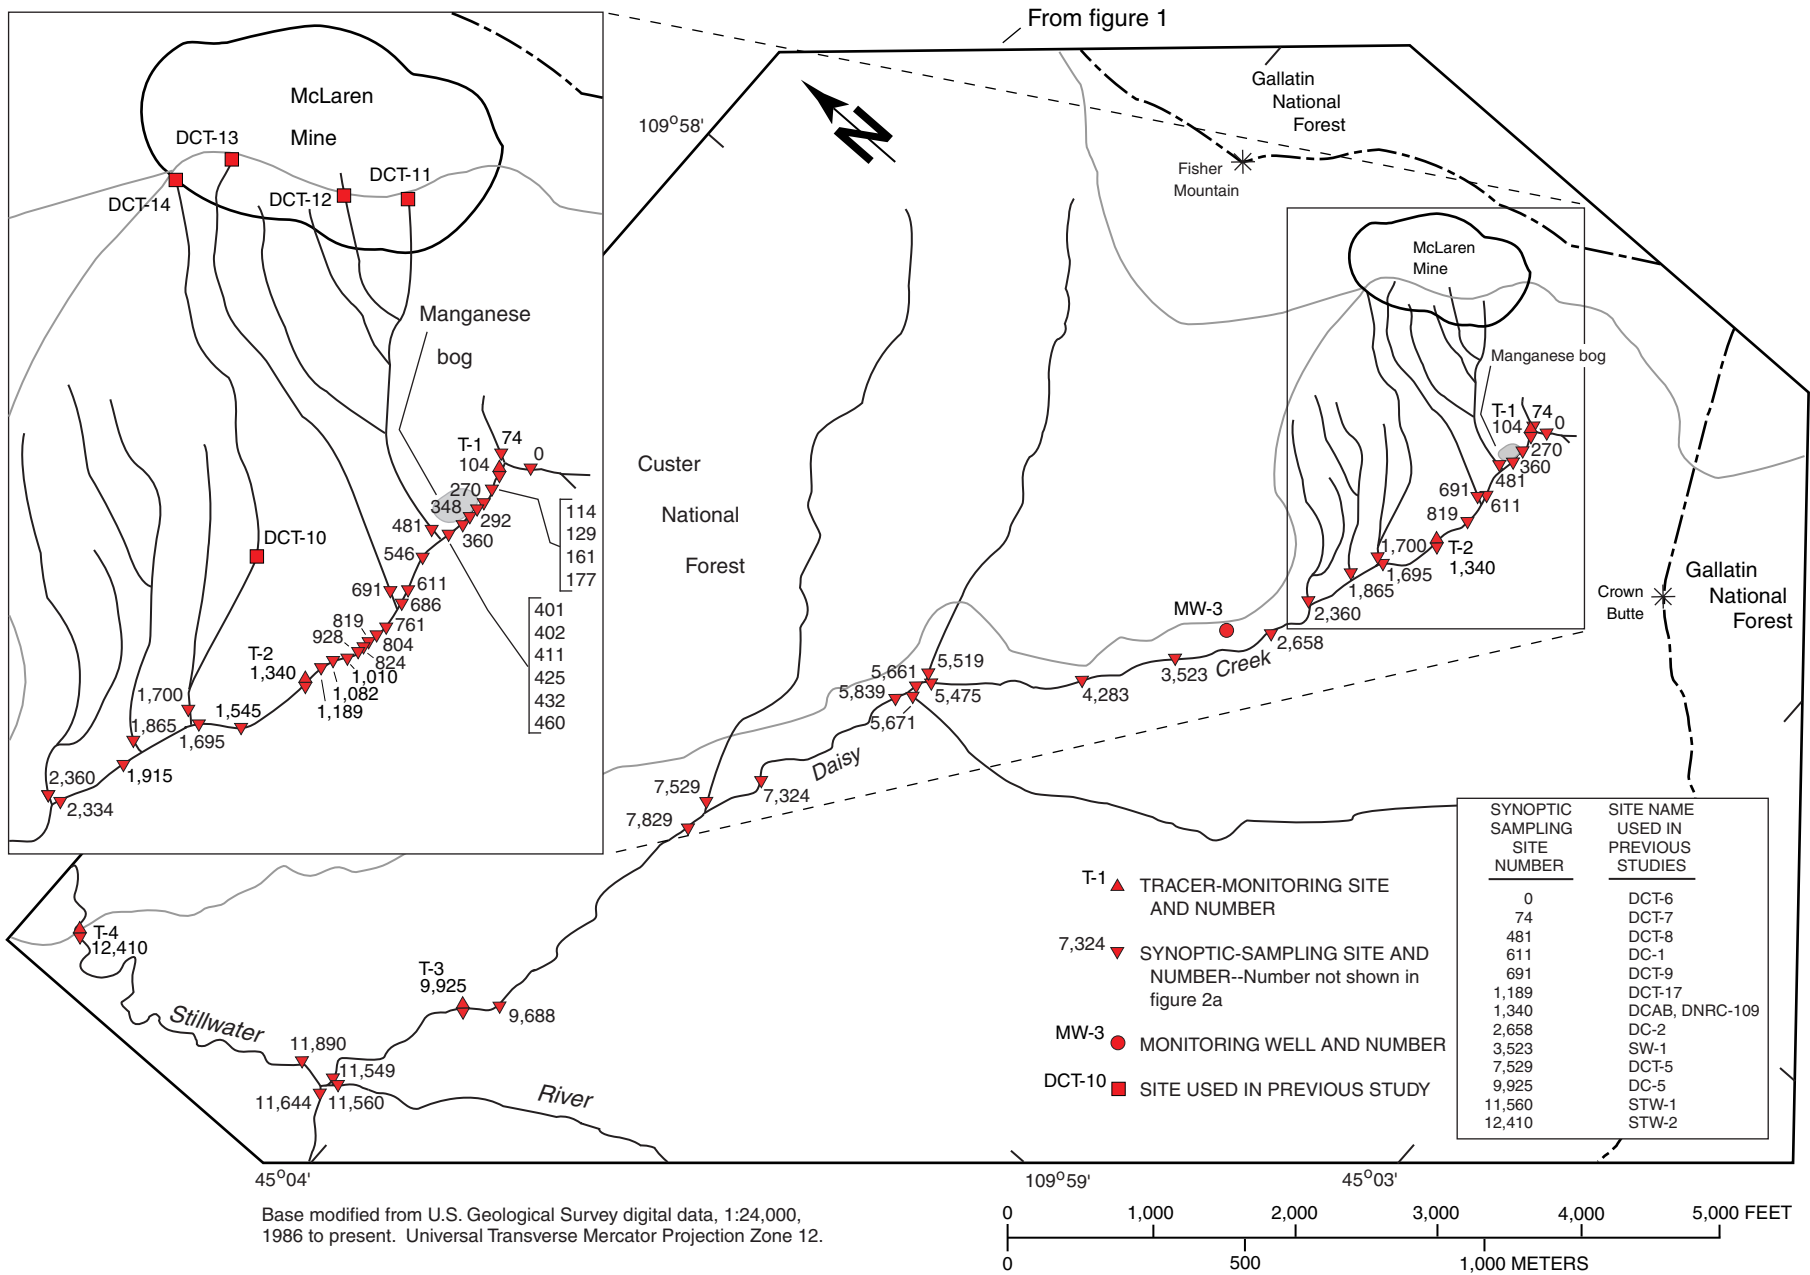 From figure 1
McLaren
Mine
DCT-13
DCT-11
DCT-14
DCT-12
Manganese
bog
T-1
74
0
104
270
348
292
481
360
546
114
129
161
177
DCT-10
691
611
686
401
402
411
425
432
460
819
761
928
804
824
T-2
1,340
1,010
1,082
1,189
1,700
1,545
1,865
1,695
1,915
2,360
2,334
109°58'
N
Gallatin
National
Forest
Fisher
Mountain
McLaren
Mine
Manganese bog
T-1
74
104
0
270
360
481
691
611
819
1,700
T-2
1,695
1,340
1,865
2,360
Custer
National
Forest
Crown
Butte
Gallatin
National
Forest
MW-3
2,658
3,523
Creek
4,283
5,519
5,661
5,475
5,839
5,671
Daisy
7,324
7,529
7,829
T-4
12,410
T-3
9,925
9,688
Stillwater
11,890
11,549
11,644
11,560
River
T-1
TRACER-MONITORING SITE
AND NUMBER
7,324
SYNOPTIC-SAMPLING SITE AND
NUMBER--Number not shown in
figure 2a
MW-3
MONITORING WELL AND NUMBER
DCT-10
SITE USED IN PREVIOUS STUDY
SYNOPTIC SITE NAME
SAMPLING USED IN
SITE PREVIOUS
NUMBER STUDIES
0 DCT-6
74 DCT-7
481 DCT-8
611 DC-1
691 DCT-9
1,189 DCT-17
1,340 DCAB, DNRC-109
2,658 DC-2
3,523 SW-1
7,529 DCT-5
9,925 DC-5
11,560 STW-1
12,410 STW-2
45°04'
109°59'
45°03'
Base modified from U.S. Geological Survey digital data, 1:24,000,
1986 to present. Universal Transverse Mercator Projection Zone 12.
0 1,000 2,000 3,000 4,000 5,000 FEET
0 500 1,000 METERS